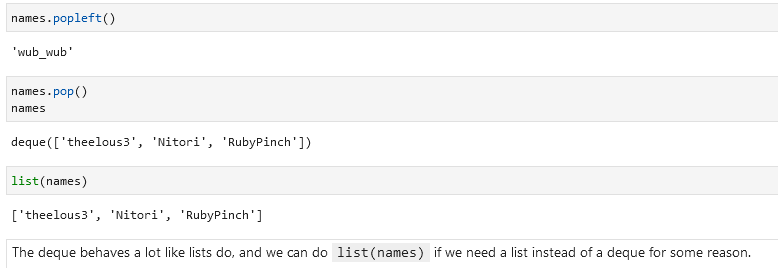 names.popleft()
'wub_wub'
names.pop()
names
deque(['theelous3', 'Nitori', 'RubyPinch'])
list(names)
['theelous3', 'Nitori', 'RubyPinch']
The deque behaves a lot like lists do, and we can do list(names) if we need a list instead of a deque for some reason.